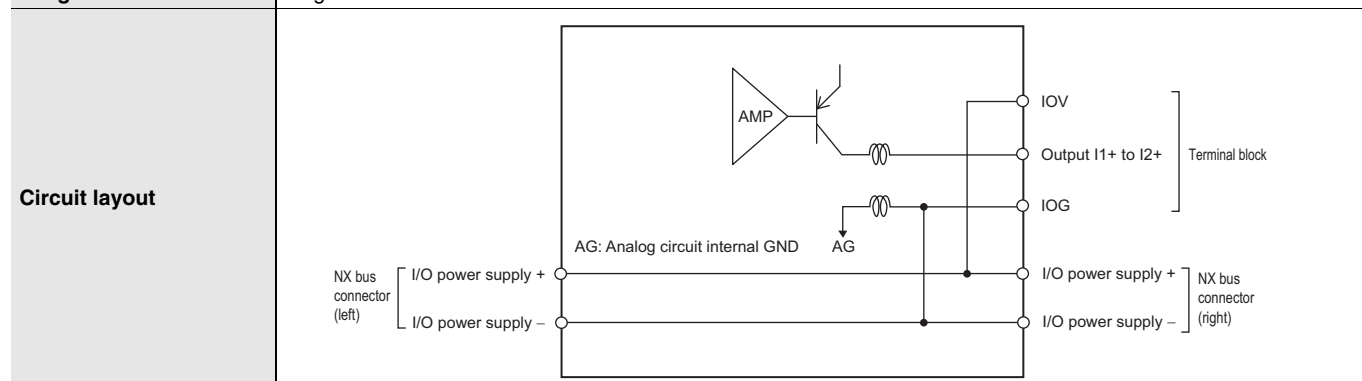 Circuit layout
AMP
IOV
Output I1+ to I2+
Terminal block
IOG
AG: Analog circuit internal GND
AG
NX bus
connector
(left)
I/O power supply +
I/O power supply –
I/O power supply +
I/O power supply –
NX bus
connector
(right)